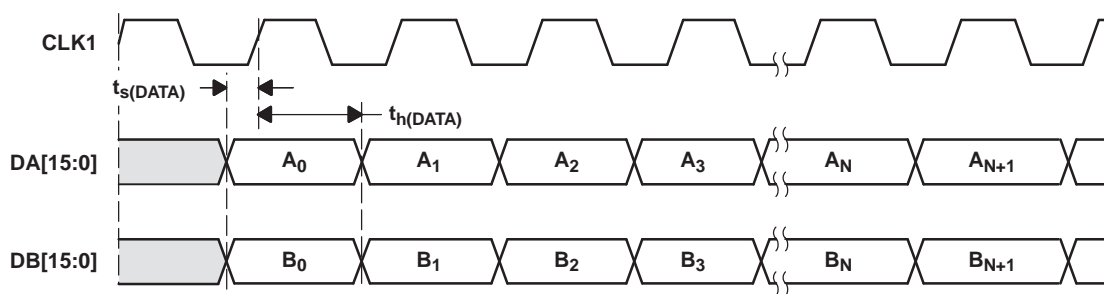 CLK1
ts(DATA)
th(DATA)
DA[15:0] A0 A1 A2 A3 AN AN+1
DB[15:0] B0 B1 B2 B3 BN BN+1